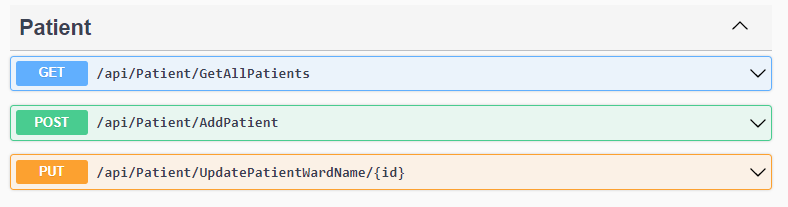 Patient
GET /api/Patient/GetAllPatients
POST /api/Patient/AddPatient
PUT /api/Patient/UpdatePatientWardName/{id}